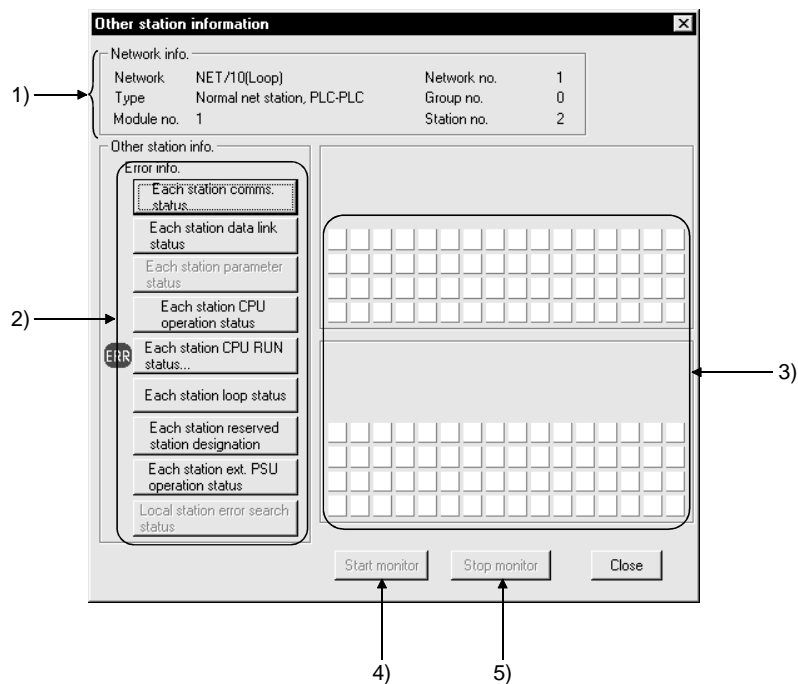 Other station information
Network info.
Network NET/10(Loop) Network no. 1
1) Type Normal net station, PLC-PLC Group no. 0
Module no. 1 Station no. 2
Other station info.
Error info.
Each station comms.
status
Each station data link
status
Each station parameter
status
2) Each station CPU
operation status
ERR Each station CPU RUN
status...
3)
Each station loop status
Each station reserved
station designation
Each station ext. PSU
operation status
Local station error search
status
Start monitor Stop monitor Close
4) 5)